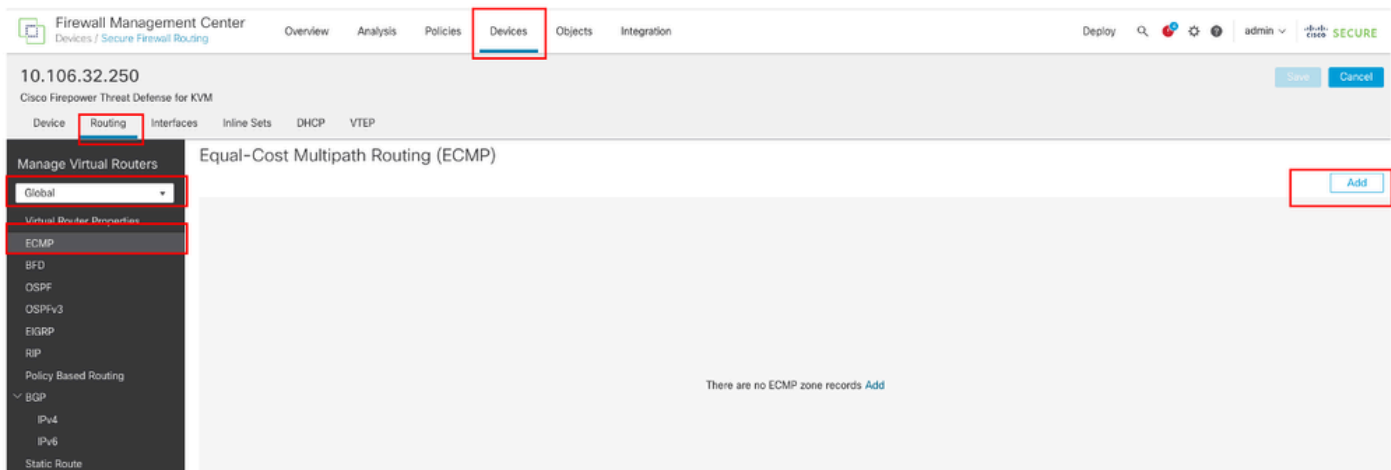 Firewall Management Center
Devices / Secure Firewall Routing
Overview Analysis Policies Devices Objects Integration
Deploy admin SECURE
10.106.32.250
Cisco Firepower Threat Defense for KVM
Save Cancel
Device Routing Interfaces Inline Sets DHCP VTEP
Manage Virtual Routers
Global
Virtual Router Properties
ECMP
BFD
OSPF
OSPFv3
EIGRP
RIP
Policy Based Routing
BGP
IPv4
IPv6
Static Route
Equal-Cost Multipath Routing (ECMP)
Add
There are no ECMP zone records Add